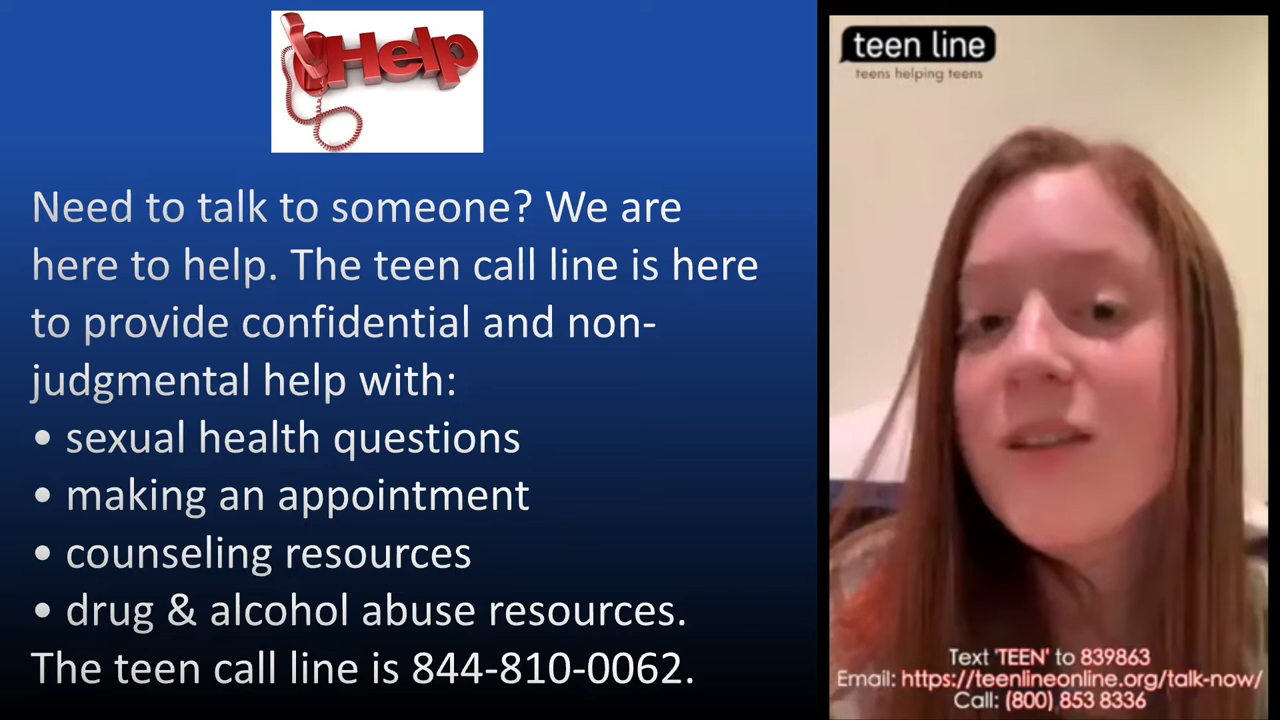 Help
Need to talk to someone? We are
here to help. The teen call line is here
to provide confidential and non-
judgmental help with:
• sexual health questions
• making an appointment
• counseling resources
• drug & alcohol abuse resources.
The teen call line is 844-810-0062.
teen line
teens helping teens
Text 'TEEN' to 839863
Email: https://teenlineonline.org/talk-now/
Call: (800) 853 8336